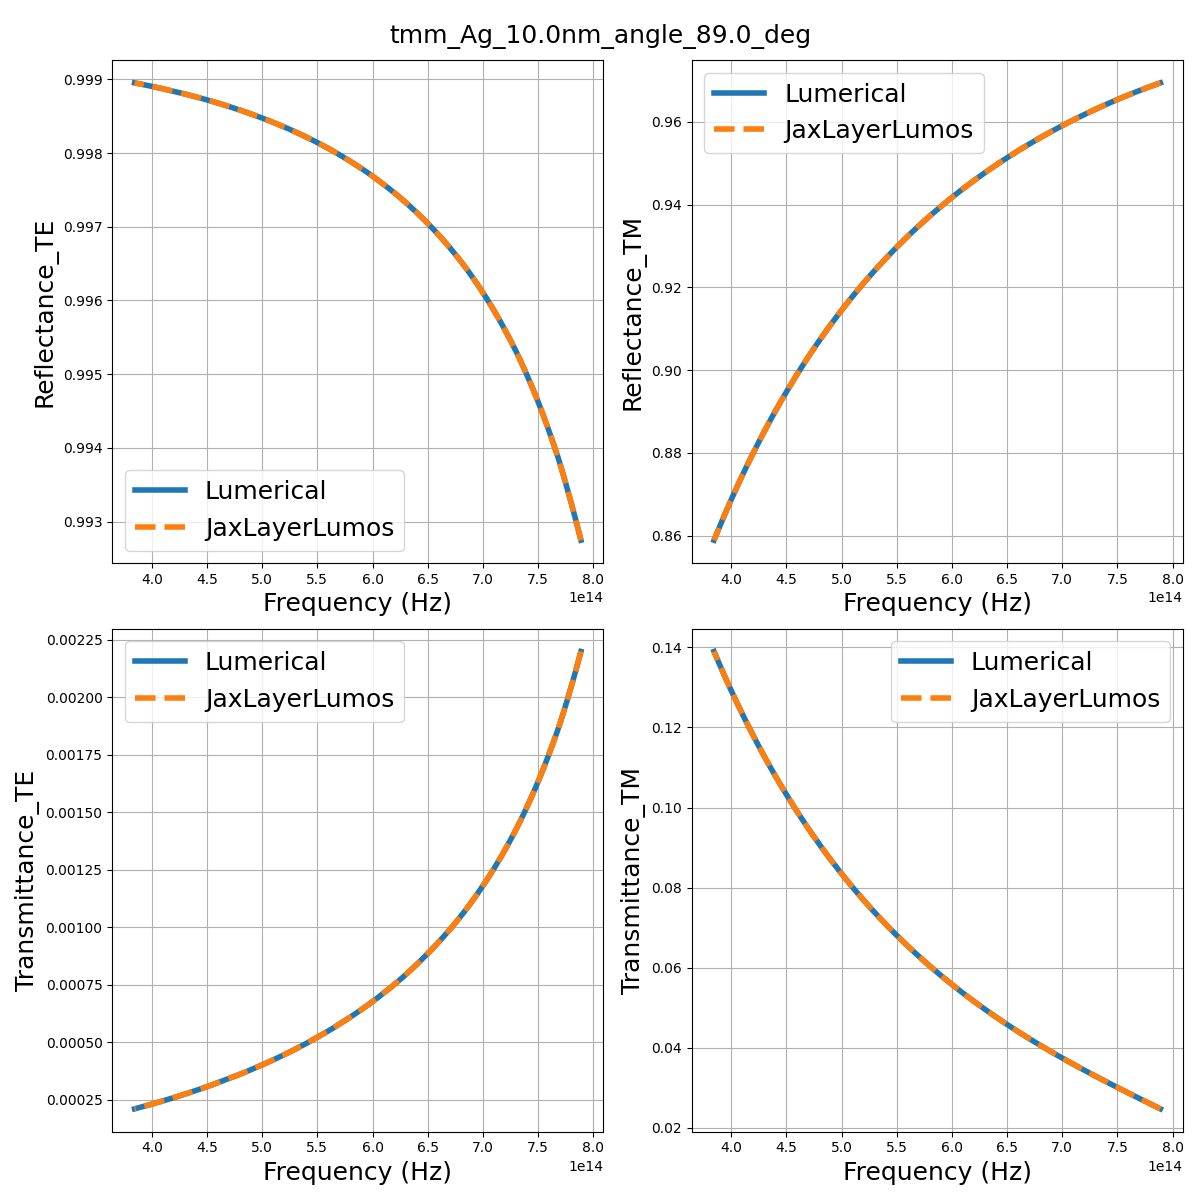 tmm_Ag_10.0nm_angle_89.0_deg
0.999
0.998
0.997
0.996
0.995
0.994
0.993
Reflectance_TE
Lumerical
JaxLayerLumos
4.0 4.5 5.0 5.5 6.0 6.5 7.0 7.5 8.0
1e14
Frequency (Hz)
0.96
0.94
0.92
0.90
0.88
0.86
Reflectance_TM
Lumerical
JaxLayerLumos
4.0 4.5 5.0 5.5 6.0 6.5 7.0 7.5 8.0
1e14
Frequency (Hz)
0.00225
0.00200
0.00175
0.00150
0.00125
0.00100
0.00075
0.00050
0.00025
Transmittance_TE
Lumerical
JaxLayerLumos
4.0 4.5 5.0 5.5 6.0 6.5 7.0 7.5 8.0
1e14
Frequency (Hz)
0.14
0.12
0.10
0.08
0.06
0.04
0.02
Transmittance_TM
Lumerical
JaxLayerLumos
4.0 4.5 5.0 5.5 6.0 6.5 7.0 7.5 8.0
1e14
Frequency (Hz)